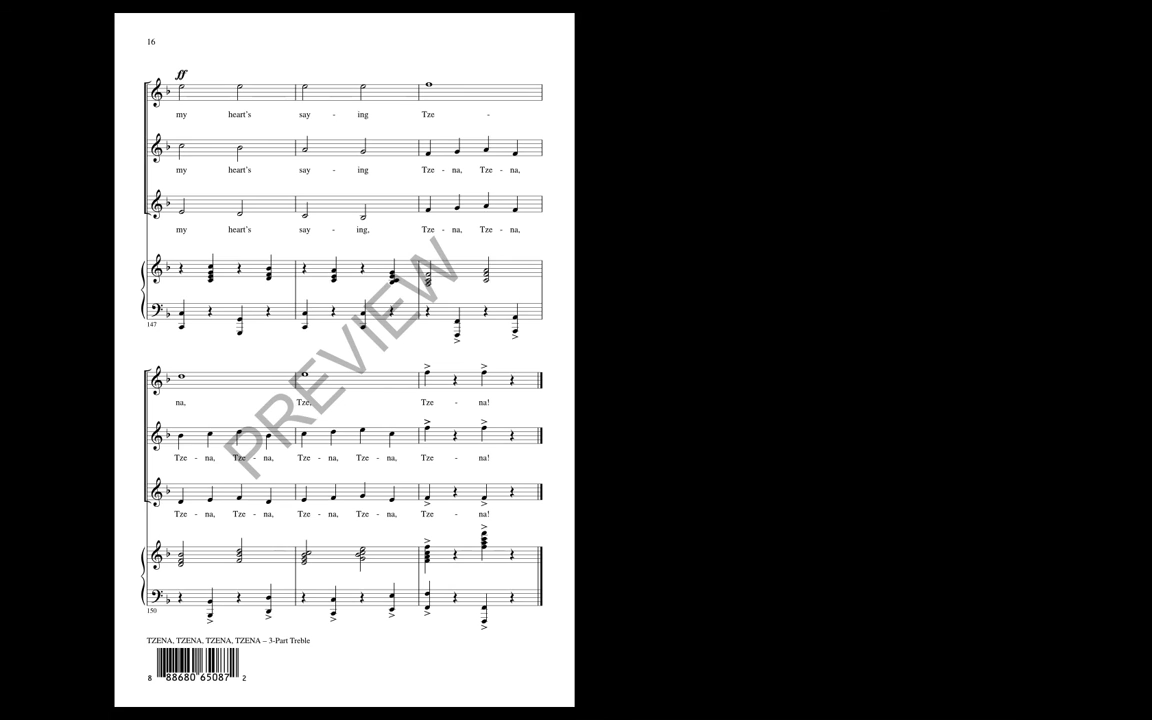 16
ff
my heart's say - ing Tze -
my heart's say - ing Tze - na, Tze - na,
my heart's say - ing, Tze - na, Tze - na,
147
PREVIEW
na, Tze, Tze - na!
Tze - na, Tze - na, Tze - na, Tze - na, Tze - na!
Tze - na, Tze - na, Tze - na, Tze - na, Tze - na!
150
TZENA, TZENA, TZENA, TZENA – 3-Part Treble
8 88680 65087 2